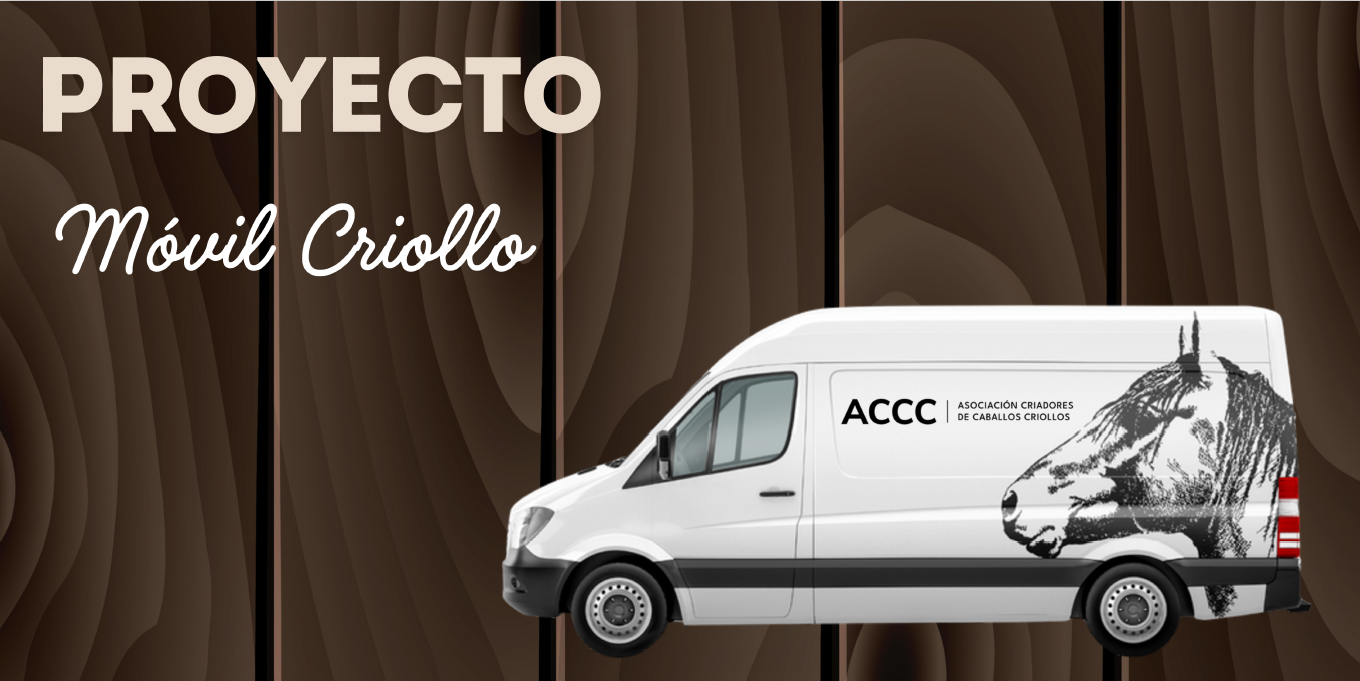 PROYECTO
Móvil Criollo
ACCC
ASOCIACIÓN CRIADORES
DE CABALLOS CRIOLLOS